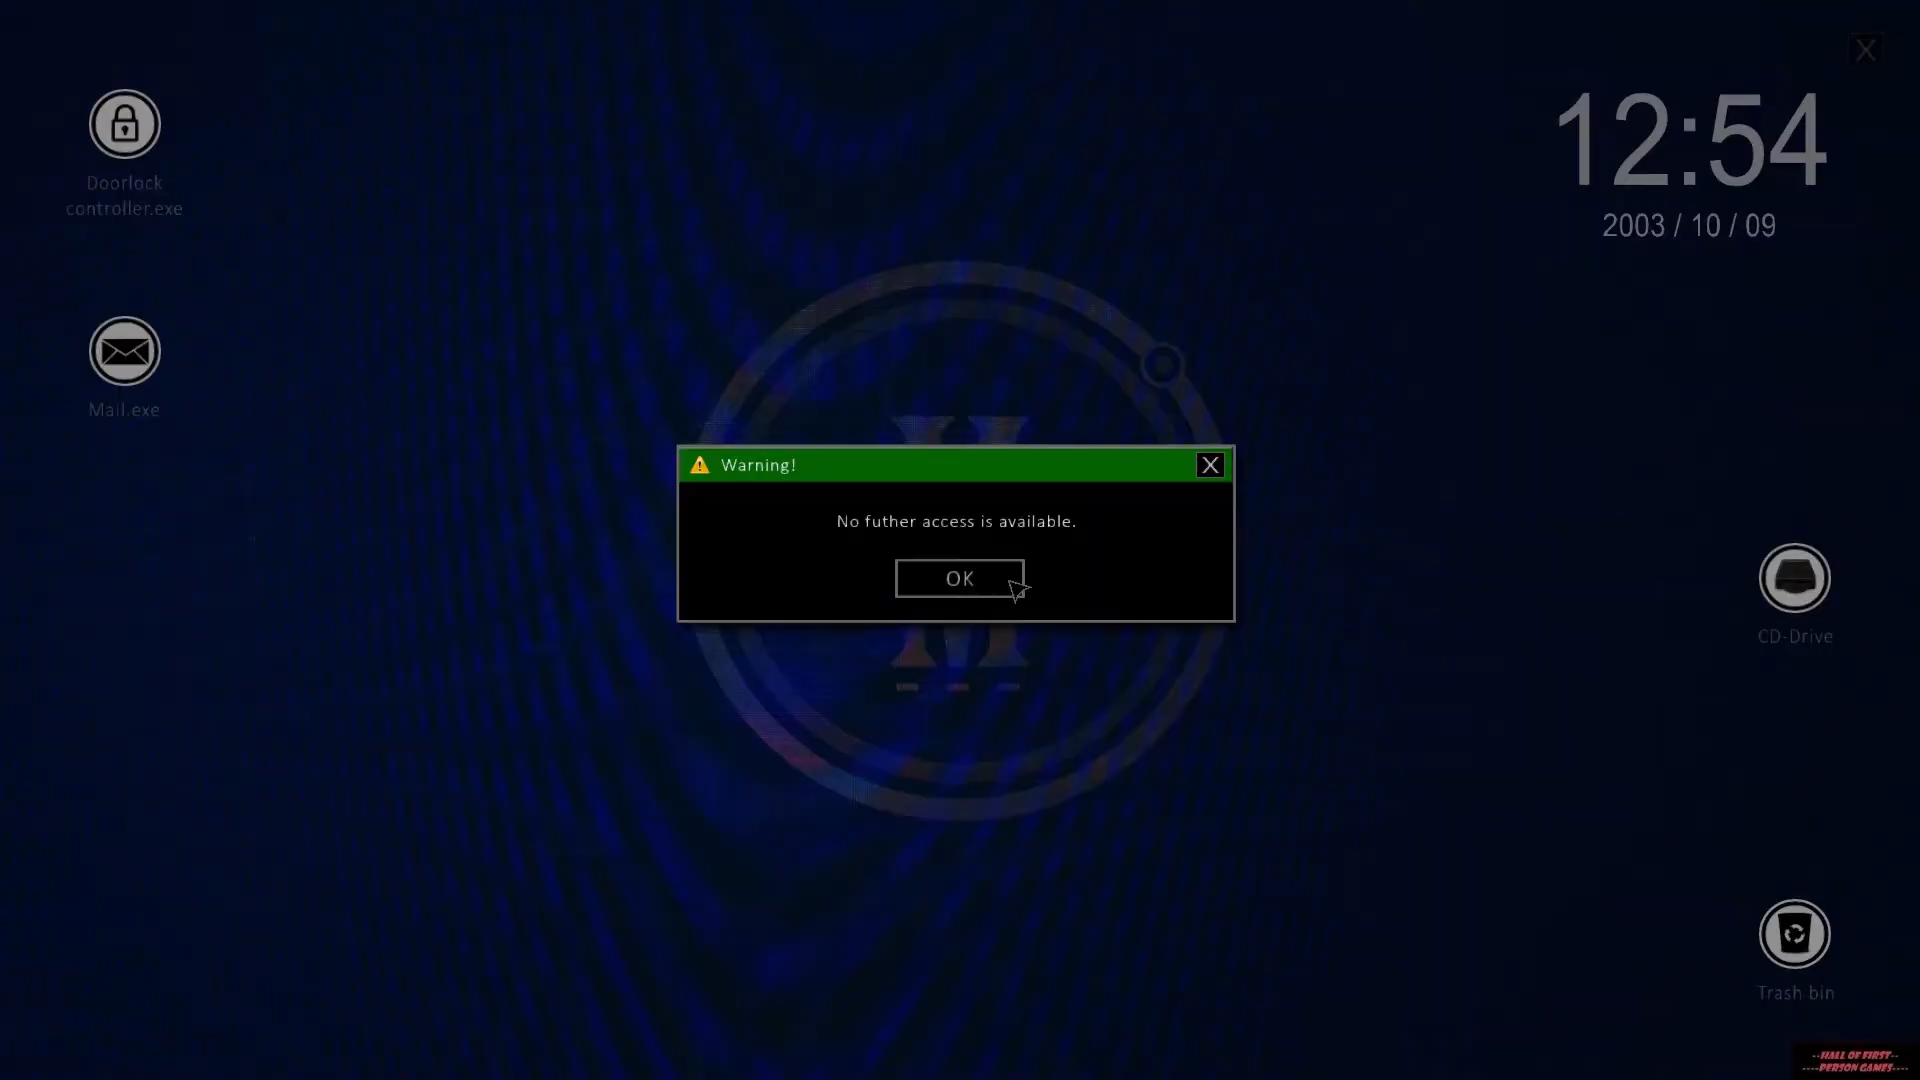 X
12:54
2003 / 10 / 09
Doorlock
controller.exe
Mail.exe
Warning!
X
No futher access is available.
OK
CD-Drive
Trash bin
--HALL OF FIRST--
----PERSON GAMES----